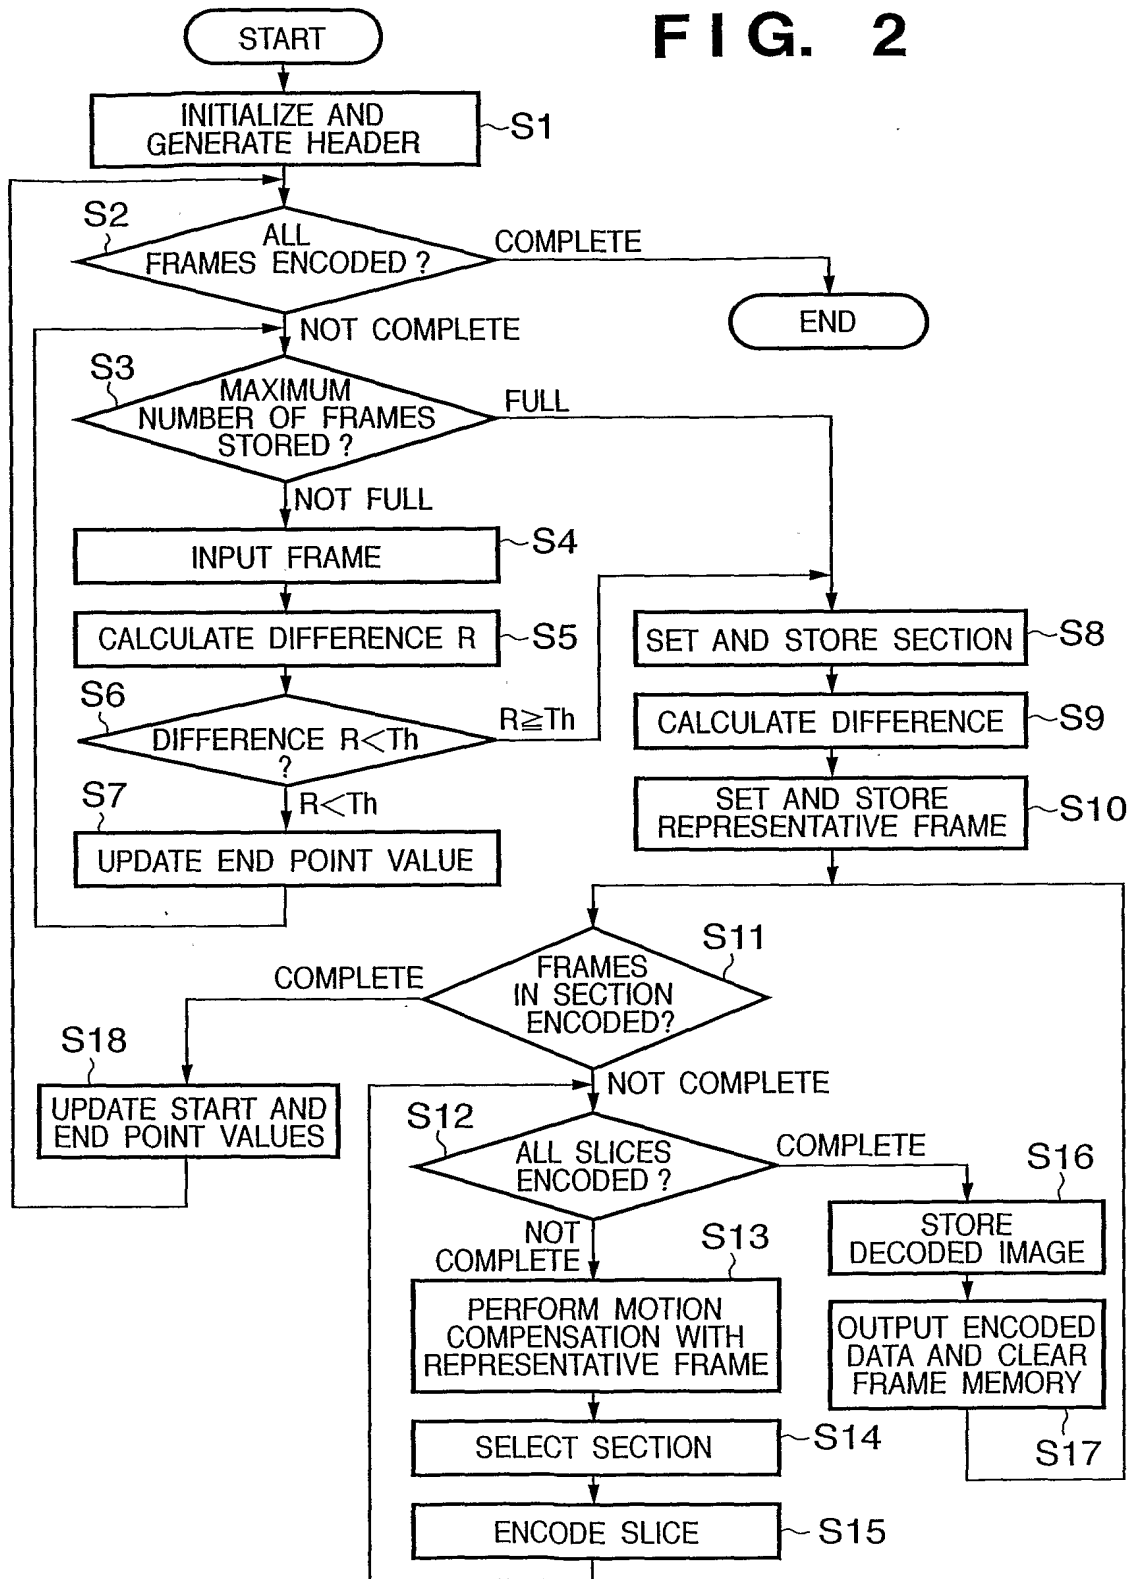 FIG. 2
START
INITIALIZE AND
GENERATE HEADER
S1
S2
ALL
FRAMES ENCODED ?
COMPLETE
END
NOT COMPLETE
S3
MAXIMUM
NUMBER OF FRAMES
STORED ?
FULL
NOT FULL
INPUT FRAME
S4
CALCULATE DIFFERENCE R
S5
S6
DIFFERENCE R<Th
?
R≧Th
S7
R<Th
UPDATE END POINT VALUE
SET AND STORE SECTION
S8
CALCULATE DIFFERENCE
S9
SET AND STORE
REPRESENTATIVE FRAME
S10
S11
FRAMES
IN SECTION
ENCODED?
COMPLETE
S18
UPDATE START AND
END POINT VALUES
NOT COMPLETE
S12
ALL SLICES
ENCODED ?
COMPLETE
NOT
COMPLETE
S13
PERFORM MOTION
COMPENSATION WITH
REPRESENTATIVE FRAME
SELECT SECTION
S14
ENCODE SLICE
S15
S16
STORE
DECODED IMAGE
OUTPUT ENCODED
DATA AND CLEAR
FRAME MEMORY
S17